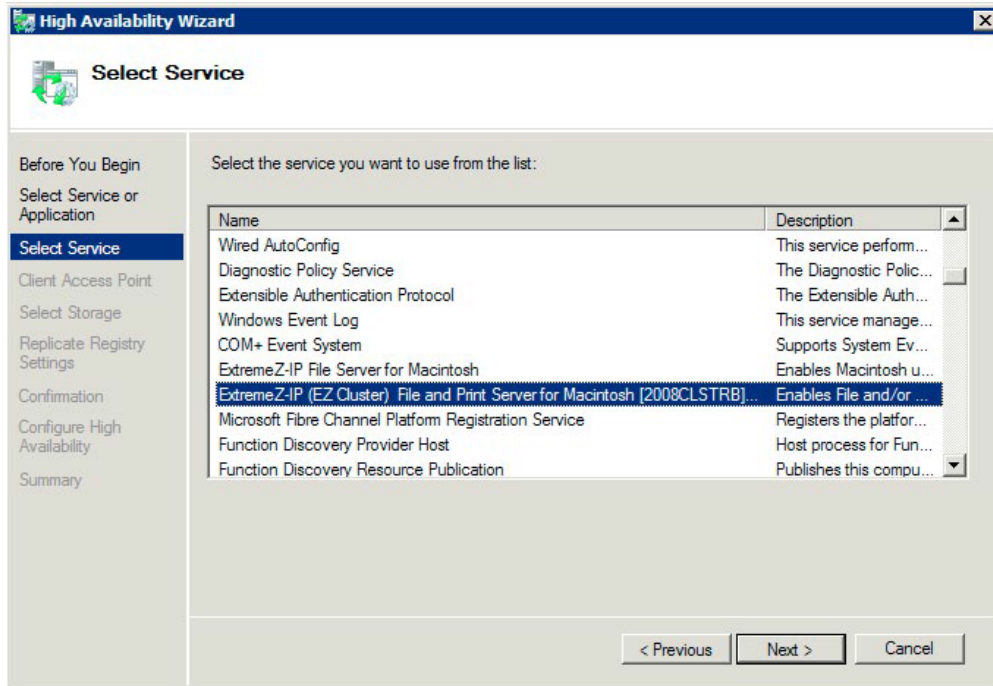 High Availability Wizard
Select Service
Before You Begin
Select Service or
Application
Select Service
Client Access Point
Select Storage
Replicate Registry
Settings
Confirmation
Configure High
Availability
Summary
Select the service you want to use from the list:
Name Description
Wired AutoConfig This service perform...
Diagnostic Policy Service The Diagnostic Polic...
Extensible Authentication Protocol The Extensible Auth...
Windows Event Log This service manage...
COM+ Event System Supports System Ev...
ExtremeZ-IP File Server for Macintosh Enables Macintosh u...
ExtremeZ-IP (EZ Cluster) File and Print Server for Macintosh [2008CLSTRB]... Enables File and/or ...
Microsoft Fibre Channel Platform Registration Service Registers the platfor...
Function Discovery Provider Host Host process for Fun...
Function Discovery Resource Publication Publishes this compu...
< Previous Next > Cancel